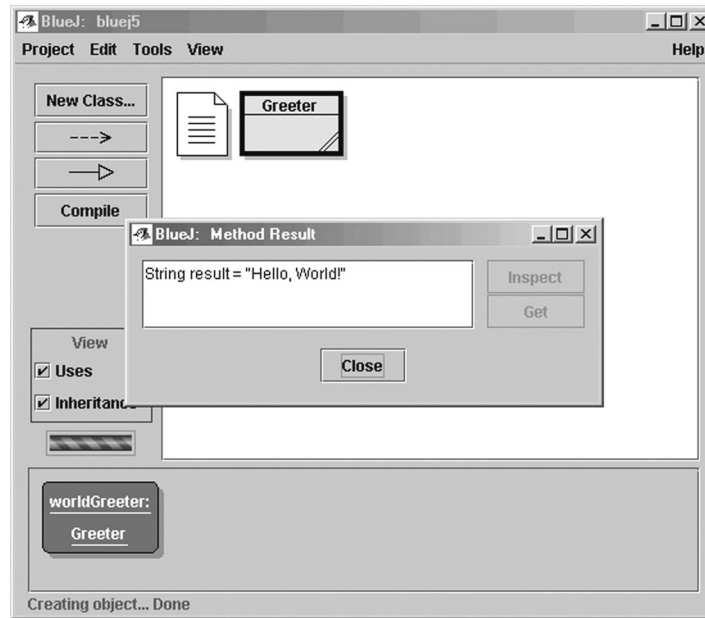 BlueJ: bluej5
Project Edit Tools View Help
New Class...
Greeter
Compile
BlueJ: Method Result
String result = "Hello, World!"
Inspect
Get
Close
View
Uses
Inheritance
worldGreeter:
Greeter
Creating object... Done